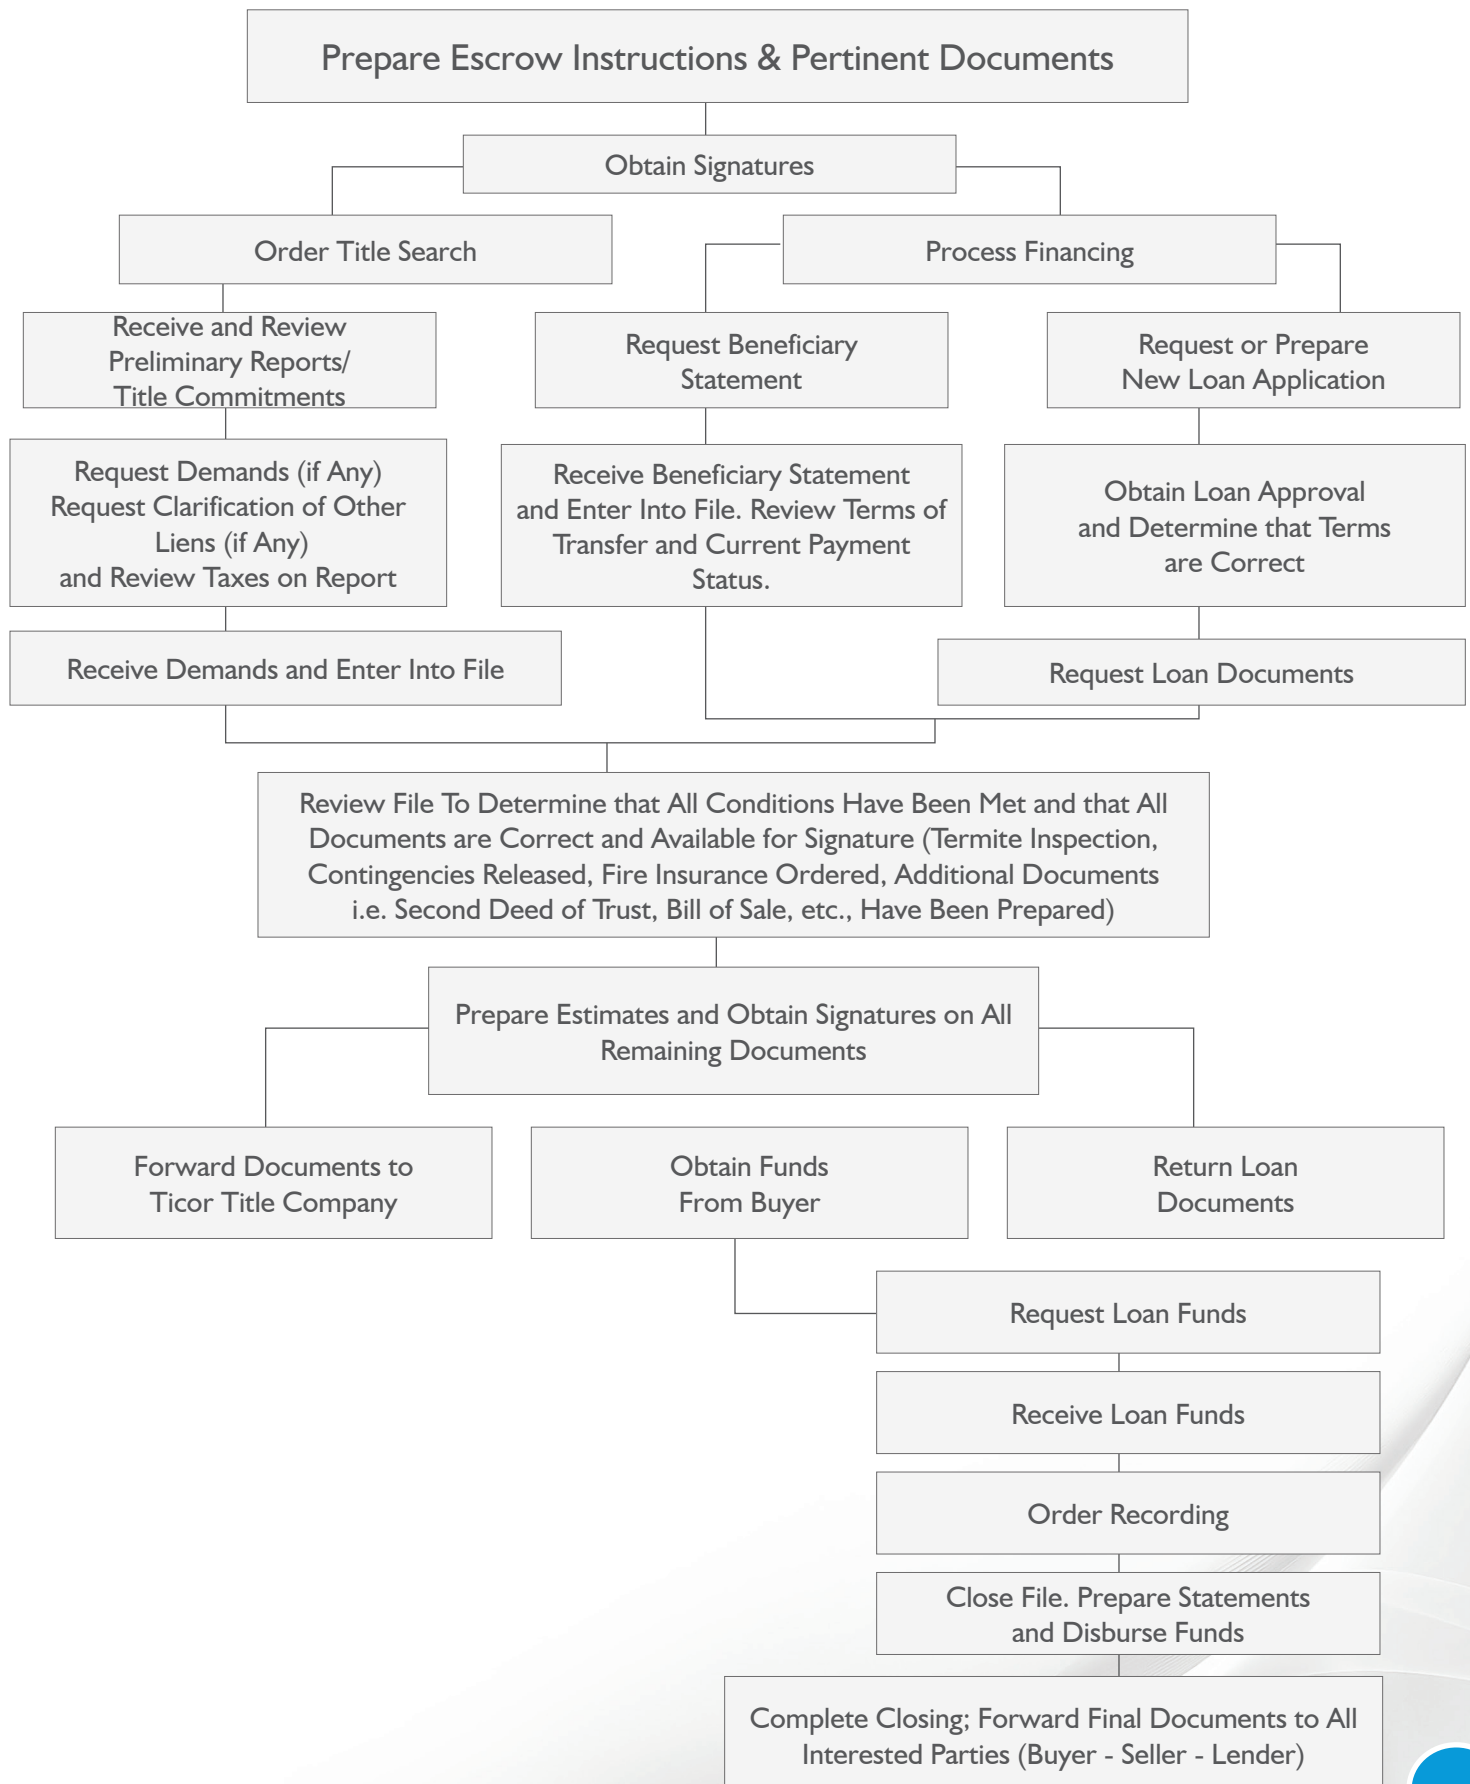 Prepare Escrow Instructions & Pertinent Documents
Obtain Signatures
Order Title Search
Process Financing
Receive and Review
Preliminary Reports/
Title Commitments
Request Beneficiary
Statement
Request or Prepare
New Loan Application
Request Demands (if Any)
Request Clarification of Other
Liens (if Any)
and Review Taxes on Report
Receive Beneficiary Statement
and Enter Into File. Review Terms of
Transfer and Current Payment
Status.
Obtain Loan Approval
and Determine that Terms
are Correct
Receive Demands and Enter Into File
Request Loan Documents
Review File To Determine that All Conditions Have Been Met and that All
Documents are Correct and Available for Signature (Termite Inspection,
Contingencies Released, Fire Insurance Ordered, Additional Documents
i.e. Second Deed of Trust, Bill of Sale, etc., Have Been Prepared)
Prepare Estimates and Obtain Signatures on All
Remaining Documents
Forward Documents to
Ticor Title Company
Obtain Funds
From Buyer
Return Loan
Documents
Request Loan Funds
Receive Loan Funds
Order Recording
Close File. Prepare Statements
and Disburse Funds
Complete Closing; Forward Final Documents to All
Interested Parties (Buyer - Seller - Lender)